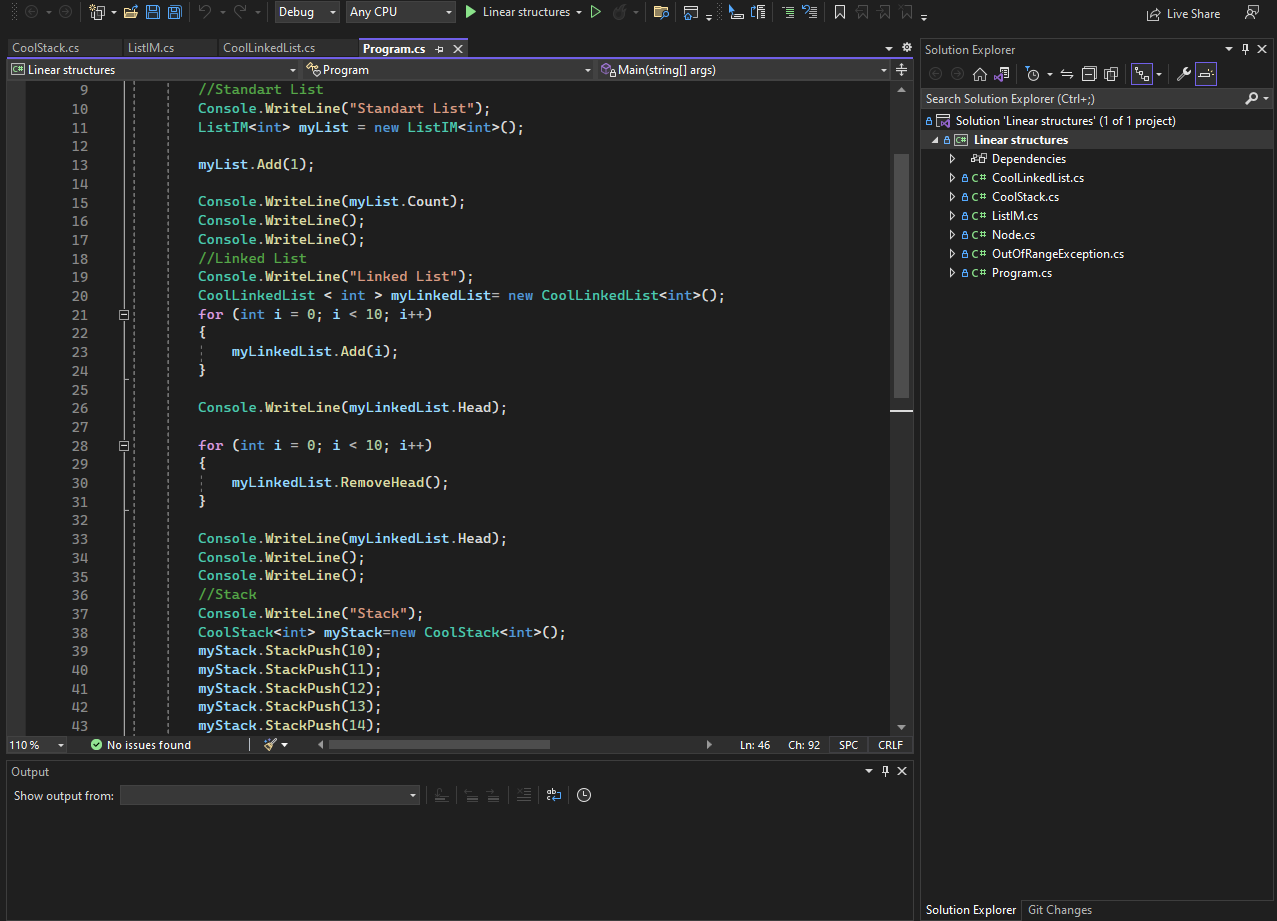 Debug Any CPU Linear structures Live Share
CoolStack.cs ListIM.cs CoolLinkedList.cs Program.cs
C# Linear structures Program Main(string[] args)
9 //Standart List
10 Console.WriteLine("Standart List");
11 ListIM<int> myList = new ListIM<int>();
12
13 myList.Add(1);
14
15 Console.WriteLine(myList.Count);
16 Console.WriteLine();
17 Console.WriteLine();
18 //Linked List
19 Console.WriteLine("Linked List");
20 CoolLinkedList < int > myLinkedList= new CoolLinkedList<int>();
21 for (int i = 0; i < 10; i++)
22 {
23 myLinkedList.Add(i);
24 }
25
26 Console.WriteLine(myLinkedList.Head);
27
28 for (int i = 0; i < 10; i++)
29 {
30 myLinkedList.RemoveHead();
31 }
32
33 Console.WriteLine(myLinkedList.Head);
34 Console.WriteLine();
35 Console.WriteLine();
36 //Stack
37 Console.WriteLine("Stack");
38 CoolStack<int> myStack=new CoolStack<int>();
39 myStack.StackPush(10);
40 myStack.StackPush(11);
41 myStack.StackPush(12);
42 myStack.StackPush(13);
43 myStack.StackPush(14);
110 % No issues found Ln: 46 Ch: 92 SPC CRLF
Output
Show output from:
Solution Explorer
Search Solution Explorer (Ctrl+;)
Solution 'Linear structures' (1 of 1 project)
C# Linear structures
Dependencies
C# CoolLinkedList.cs
C# CoolStack.cs
C# ListIM.cs
C# Node.cs
C# OutOfRangeException.cs
C# Program.cs
Solution Explorer Git Changes